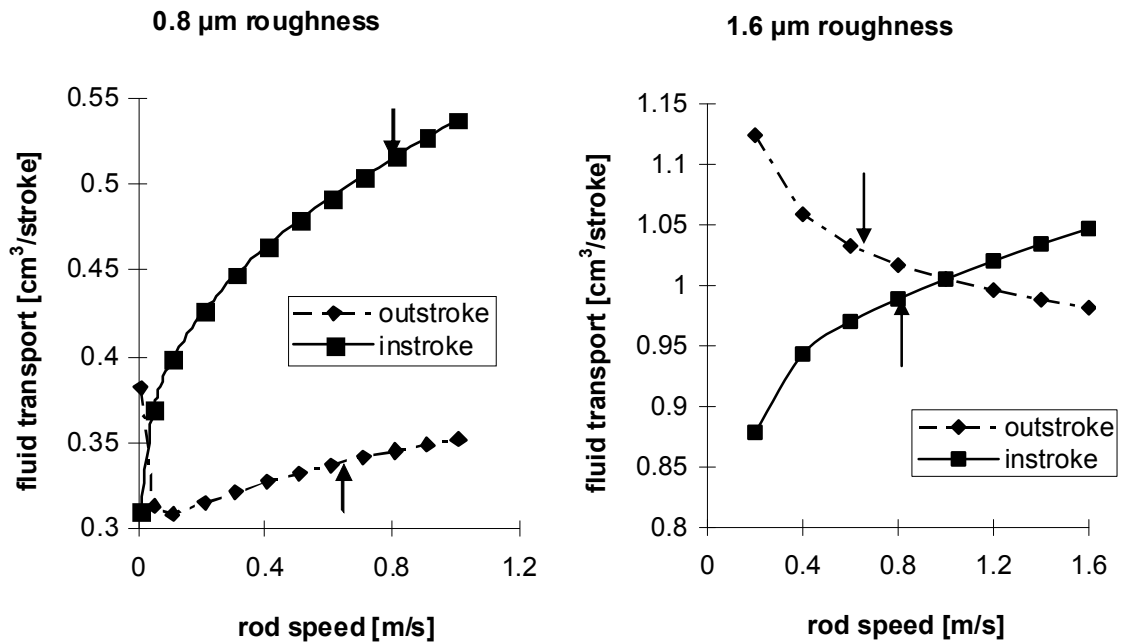 0.8 µm roughness
fluid transport [cm³/stroke]
0.55
0.5
0.45
0.4
0.35
0.3
outstroke
instroke
0
0.4
0.8
1.2
rod speed [m/s]
1.6 µm roughness
fluid transport [cm³/stroke]
1.15
1.1
1.05
1
0.95
0.9
0.85
0.8
outstroke
instroke
0
0.4
0.8
1.2
1.6
rod speed [m/s]